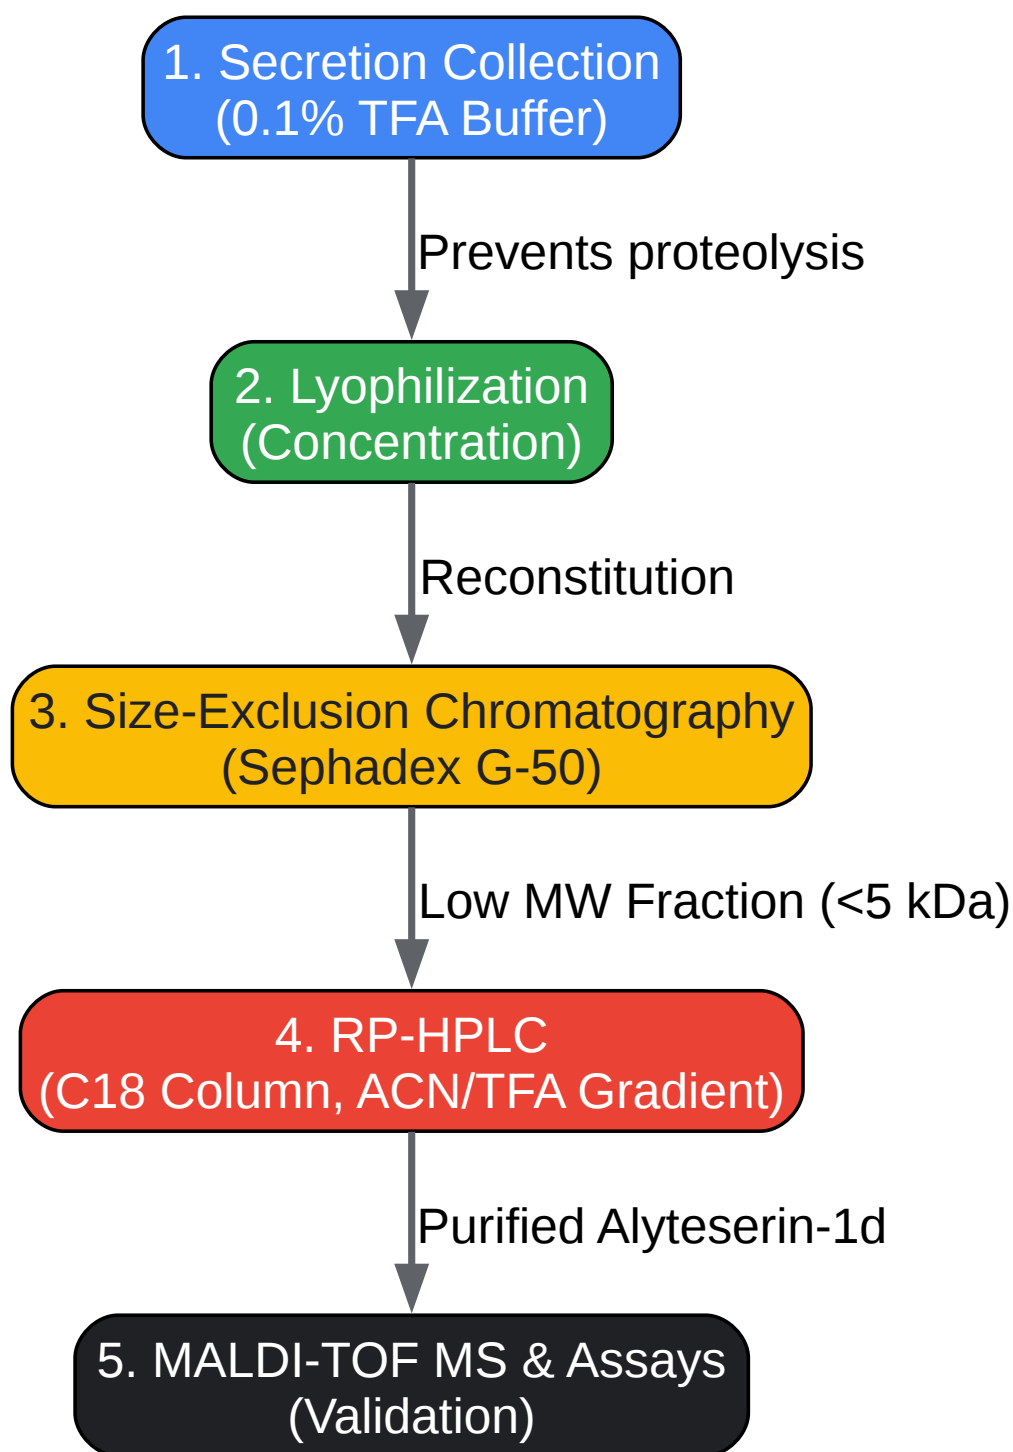 1. Secretion Collection
(0.1% TFA Buffer)
Prevents proteolysis
2. Lyophilization
(Concentration)
Reconstitution
3. Size-Exclusion Chromatography
(Sephadex G-50)
Low MW Fraction (<5 kDa)
4. RP-HPLC
(C18 Column, ACN/TFA Gradient)
Purified Alyteserin-1d
5. MALDI-TOF MS & Assays
(Validation)